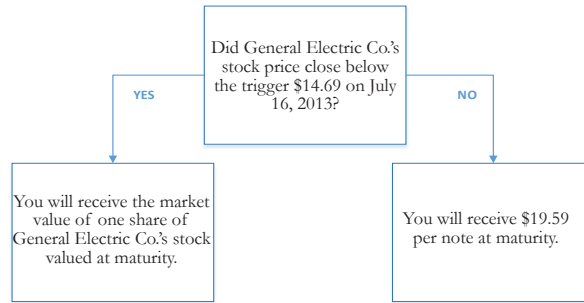 Did General Electric Co.'s
stock price close below
the trigger $14.69 on July
16, 2013?
YES
NO
You will receive the market
value of one share of
General Electric Co.'s stock
valued at maturity.
You will receive $19.59
per note at maturity.